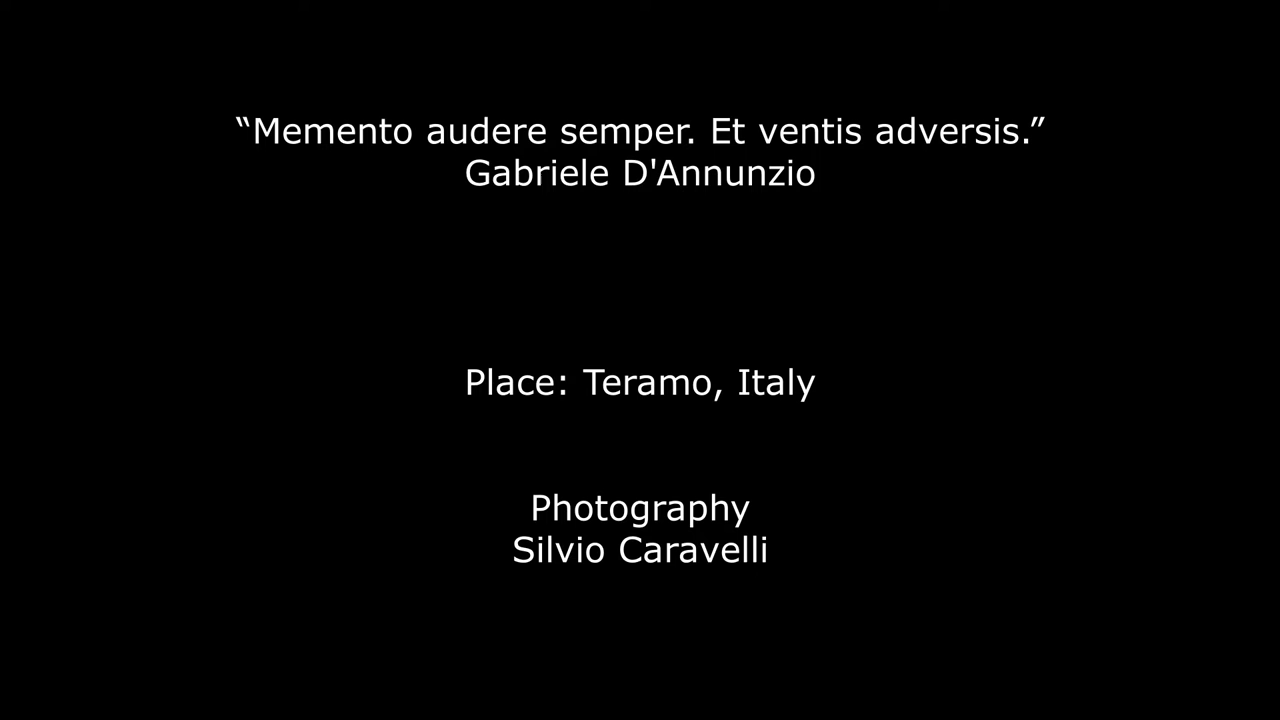 “Memento audere semper. Et ventis adversis.”
Gabriele D'Annunzio
Place: Teramo, Italy
Photography
Silvio Caravelli